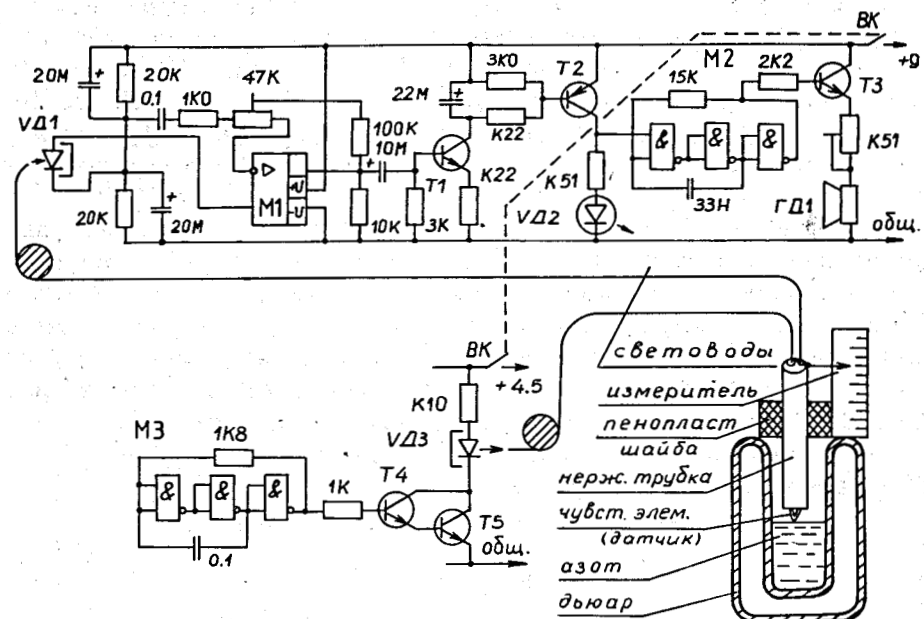 ВК
+9
20М
+
20К
0.1
1К0
47К
VД1
100К
10М
+
М1
20К
+
20М
10К
3К
Т1
22М
+
3К0
К22
К22
Т2
К51
VД2
М2
15К
2К2
&
&
&
33Н
Т3
К51
ГД1
общ.
ВК
+4.5
К10
VД3
М3
1К8
&
&
&
0.1
1К
Т4
Т5
общ.
световоды
измеритель
пенопласт
шайба
нерж. трубка
чувст. элем.
(датчик)
азот
дьюар